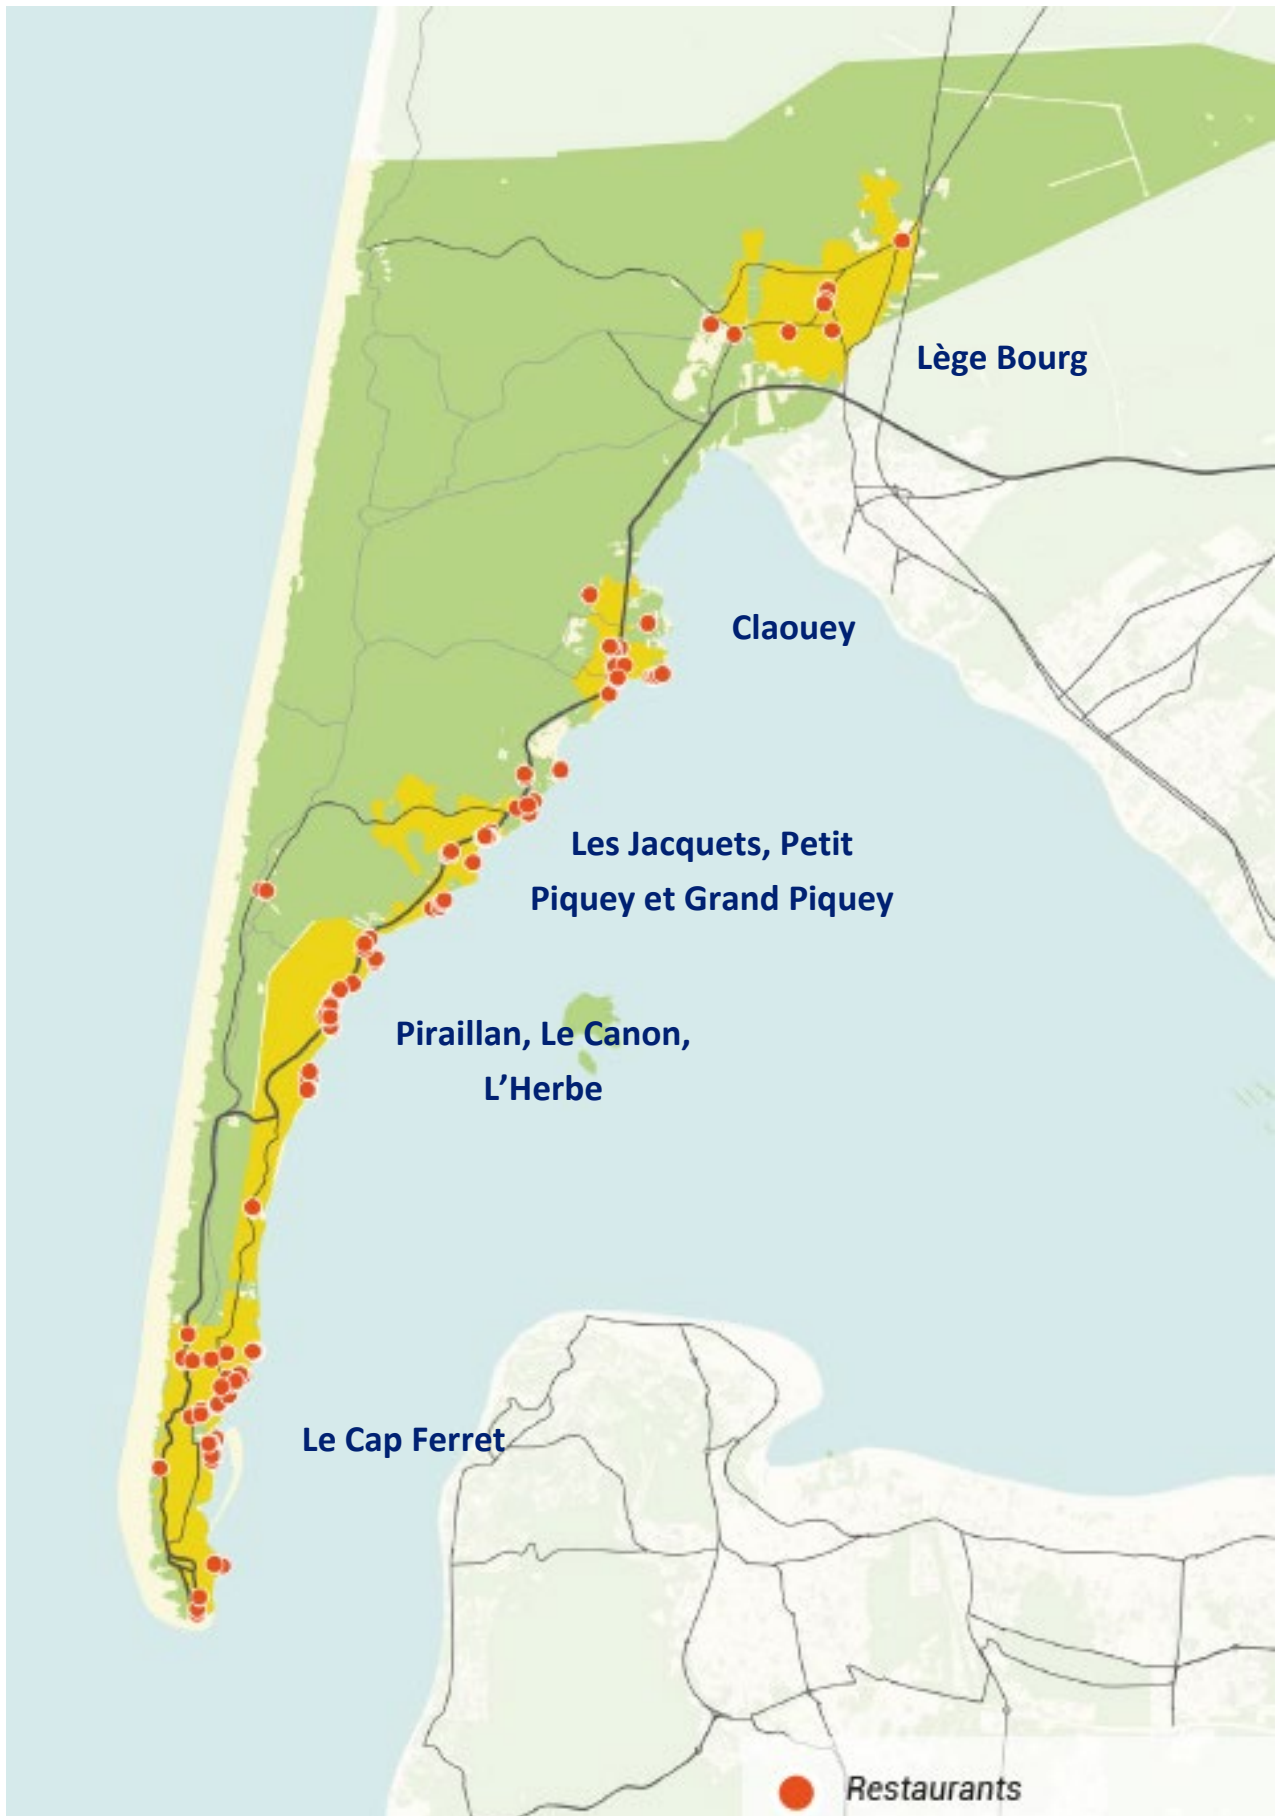 Lège Bourg
Claouey
Les Jacquets, Petit
Piquey et Grand Piquey
Piraillan, Le Canon,
L'Herbe
Le Cap Ferret
Restaurants